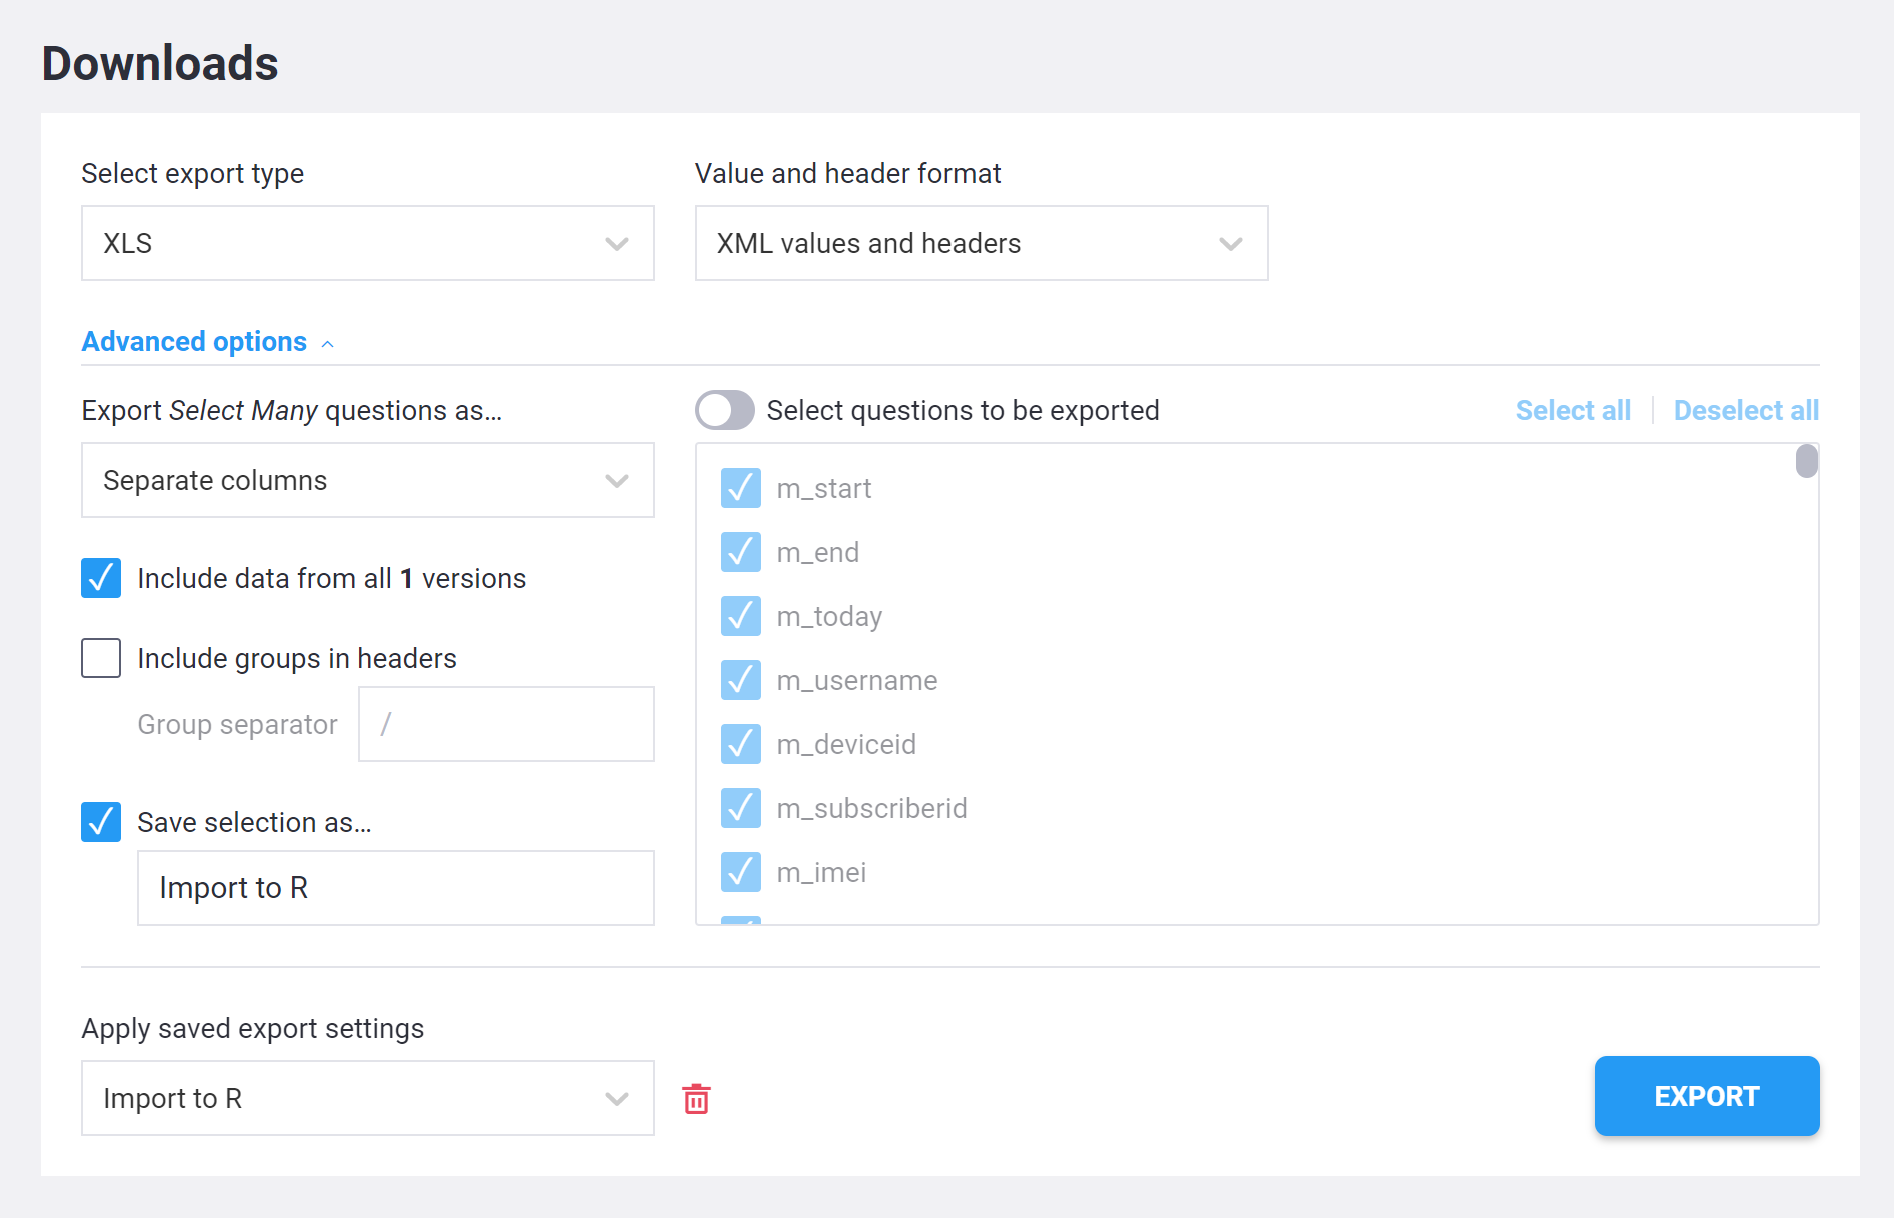 Downloads
Select export type
Value and header format
XLS
XML values and headers
Advanced options
Export Select Many questions as...
Select questions to be exported
Select all
Deselect all
Separate columns
Include data from all 1 versions
Include groups in headers
Group separator
/
Save selection as...
Import to R
m_start
m_end
m_today
m_username
m_deviceid
m_subscriberid
m_imei
Apply saved export settings
Import to R
EXPORT